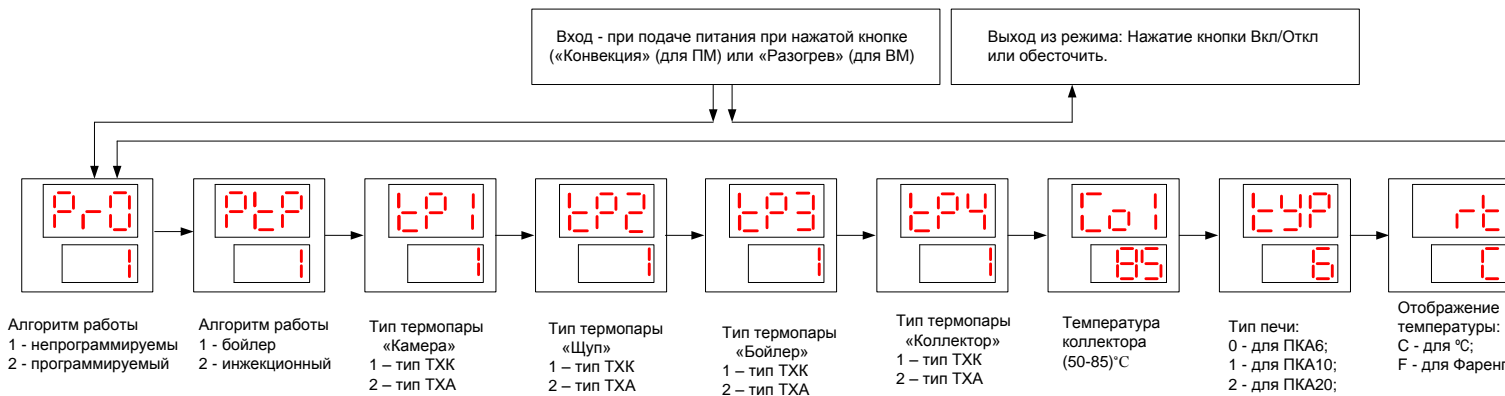 Вход - при подаче питания при нажатой кнопке
(«Конвекция» (для ПМ) или «Разогрев» (для ВМ)
Выход из режима: Нажатие кнопки Вкл/Откл
или обесточить.
Pr0
1
PtP
1
tP1
1
tP2
1
tP3
1
tP4
1
Co1
85
tYP
6
rt
C
Алгоритм работы
1 - непрограммируемы
2 - программируемый
Алгоритм работы
1 - бойлер
2 - инжекционный
Тип термопары
«Камера»
1 – тип ТХК
2 – тип ТХА
Тип термопары
«Щуп»
1 – тип ТХК
2 – тип ТХА
Тип термопары
«Бойлер»
1 – тип ТХК
2 – тип ТХА
Тип термопары
«Коллектор»
1 – тип ТХК
2 – тип ТХА
Температура
коллектора
(50-85)°С
Тип печи:
0 - для ПКА6;
1 - для ПКА10;
2 - для ПКА20;
Отображение
температуры:
С - для °С;
F - для Фаренг